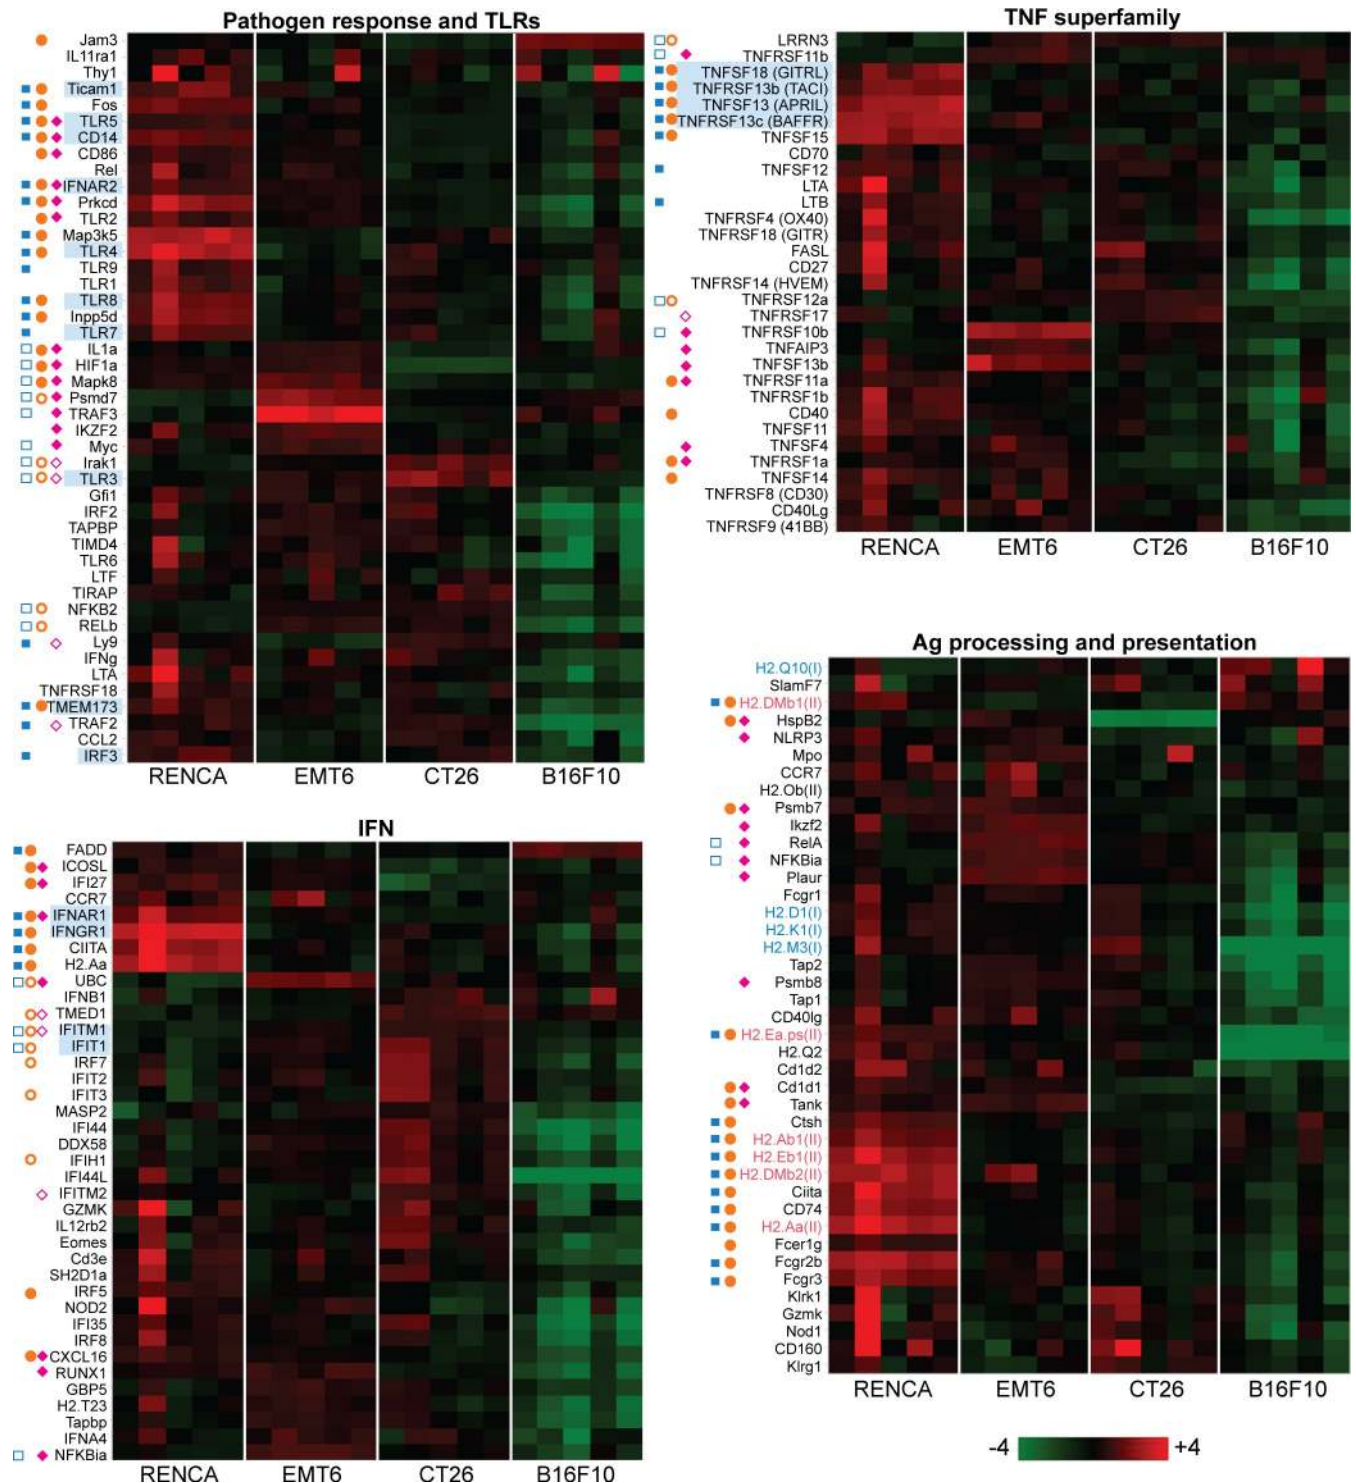 Pathogen response and TLRs
Jam3
IL11ra1
Thy1
Ticam1
Fos
TLR5
CD14
CD86
Rel
IFNAR2
Prkcd
TLR2
Map3k5
TLR4
TLR9
TLR1
TLR8
Inpp5d
TLR7
IL1a
HIF1a
Mapk8
Psmd7
TRAF3
IKZF2
Myc
Irak1
TLR3
Gfi1
IRF2
TAPBP
TIMD4
TLR6
LTF
TIRAP
NFKB2
RELb
Ly9
IFNg
LTA
TNFRSF18
TMEM173
TRAF2
CCL2
IRF3
RENCA EMT6 CT26 B16F10
TNF superfamily
LRRN3
TNFRSF11b
TNFSF18 (GITRL)
TNFRSF13b (TACI)
TNFSF13 (APRIL)
TNFRSF13c (BAFFR)
TNFSF15
CD70
TNFSF12
LTA
LTB
TNFRSF4 (OX40)
TNFRSF18 (GITR)
FASL
CD27
TNFRSF14 (HVEM)
TNFRSF12a
TNFRSF17
TNFRSF10b
TNFAIP3
TNFSF13b
TNFRSF11a
TNFRSF1b
CD40
TNFSF11
TNFSF4
TNFRSF1a
TNFSF14
TNFRSF8 (CD30)
CD40Lg
TNFRSF9 (41BB)
RENCA EMT6 CT26 B16F10
IFN
FADD
ICOSL
IFI27
CCR7
IFNAR1
IFNGR1
CIITA
H2.Aa
UBC
IFNB1
TMED1
IFITM1
IFIT1
IRF7
IFIT2
IFIT3
MASP2
IFI44
DDX58
IFIH1
IFI44L
IFITM2
GZMK
IL12rb2
Eomes
Cd3e
SH2D1a
IRF5
NOD2
IFI35
IRF8
CXCL16
RUNX1
GBP5
H2.T23
Tapbp
IFNA4
NFKBia
RENCA EMT6 CT26 B16F10
Ag processing and presentation
H2.Q10(I)
SlamF7
H2.DMb1(II)
HspB2
NLRP3
Mpo
CCR7
H2.Ob(II)
Psmb7
Ikzf2
RelA
NFKBia
Plaur
Fcgr1
H2.D1(I)
H2.K1(I)
H2.M3(I)
Tap2
Psmb8
Tap1
CD40lg
H2.Ea.ps(II)
H2.Q2
Cd1d2
Cd1d1
Tank
Ctsh
H2.Ab1(II)
H2.Eb1(II)
H2.DMb2(II)
Ciita
CD74
H2.Aa(II)
Fcer1g
Fcgr2b
Fcgr3
Klrk1
Gzmk
Nod1
CD160
Klrg1
RENCA EMT6 CT26 B16F10
-4 +4